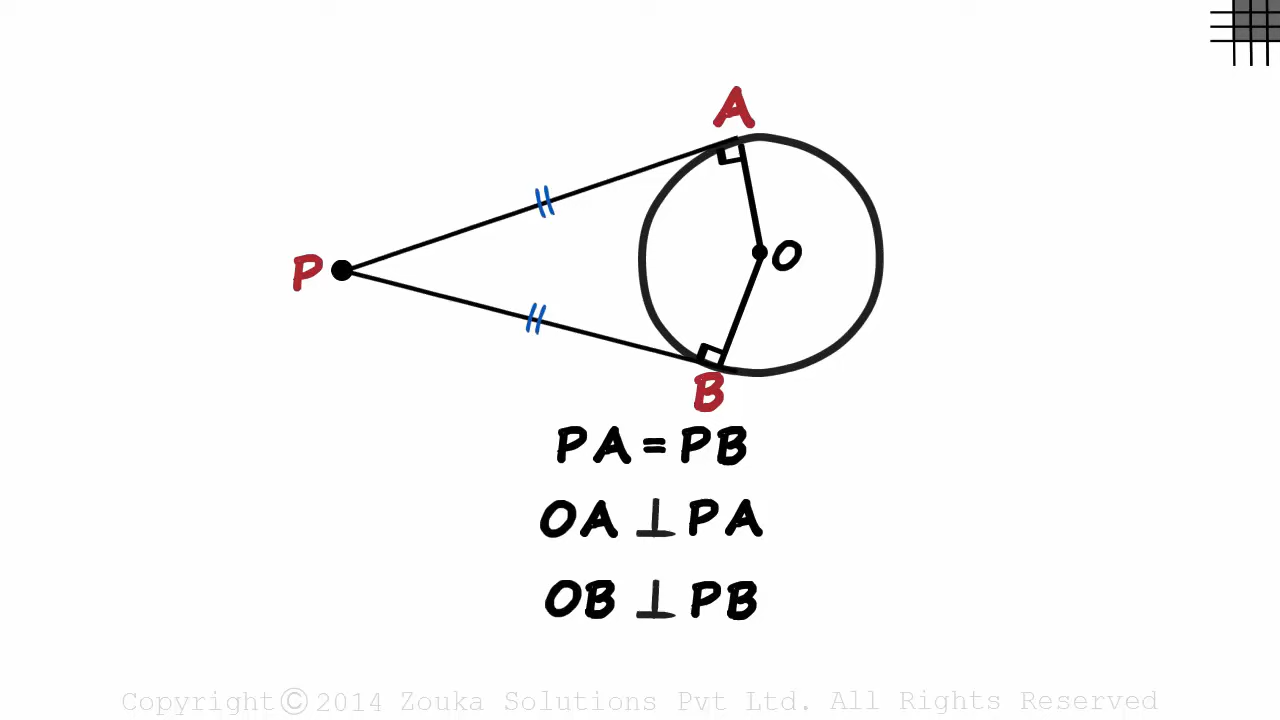 A
P
O
B
PA = PB
OA ⊥ PA
OB ⊥ PB
Copyright © 2014 Zouka Solutions Pvt Ltd. All Rights Reserved